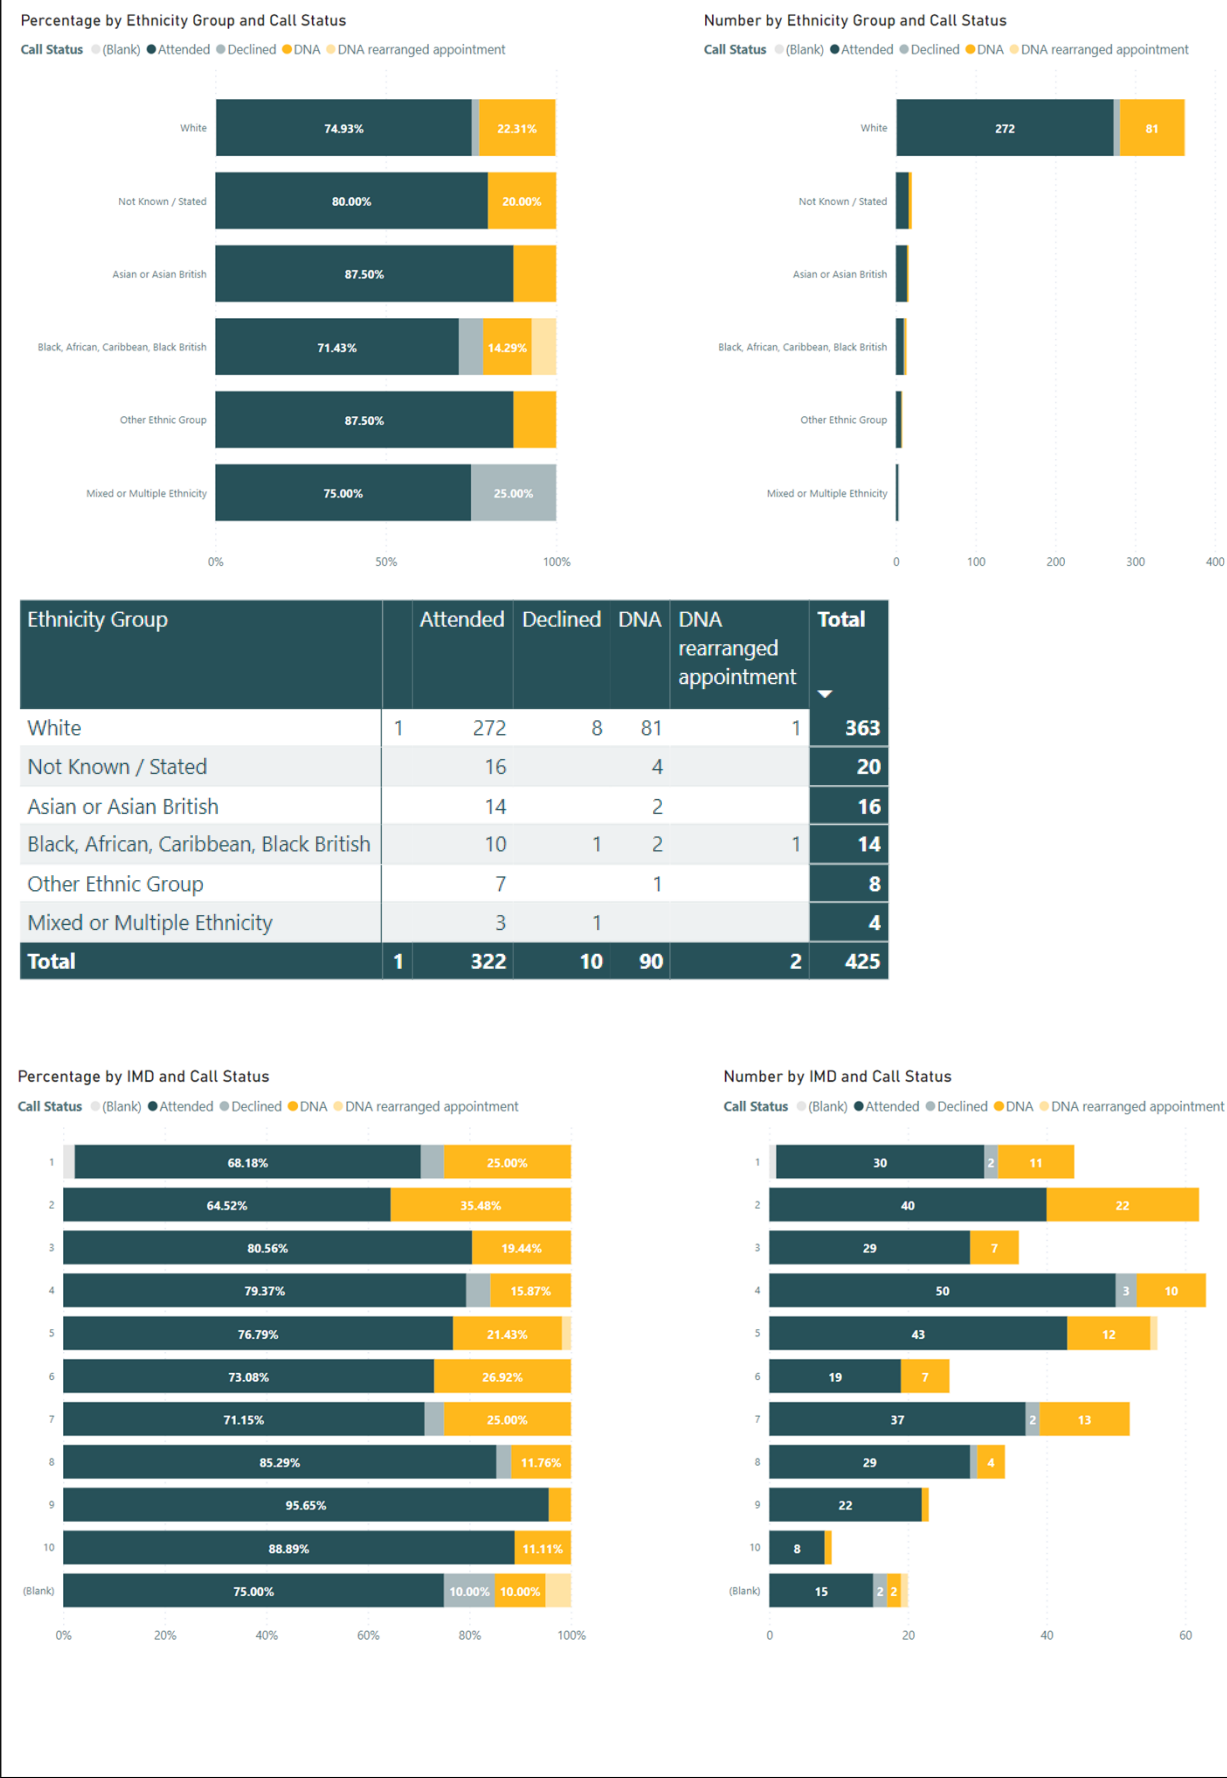 Percentage by Ethnicity Group and Call Status
Call Status (Blank) Attended Declined DNA DNA rearranged appointment
White 74.93% 22.31%
Not Known / Stated 80.00% 20.00%
Asian or Asian British 87.50%
Black, African, Caribbean, Black British 71.43% 14.29%
Other Ethnic Group 87.50%
Mixed or Multiple Ethnicity 75.00% 25.00%
0% 50% 100%
Number by Ethnicity Group and Call Status
Call Status (Blank) Attended Declined DNA DNA rearranged appointment
White 272 81
Not Known / Stated
Asian or Asian British
Black, African, Caribbean, Black British
Other Ethnic Group
Mixed or Multiple Ethnicity
0 100 200 300 400
Ethnicity Group Attended Declined DNA DNA rearranged appointment Total
White 1 272 8 81 1 363
Not Known / Stated 16 4 20
Asian or Asian British 14 2 16
Black, African, Caribbean, Black British 10 1 2 1 14
Other Ethnic Group 7 1 8
Mixed or Multiple Ethnicity 3 1 4
Total 1 322 10 90 2 425
Percentage by IMD and Call Status
Call Status (Blank) Attended Declined DNA DNA rearranged appointment
1 68.18% 25.00%
2 64.52% 35.48%
3 80.56% 19.44%
4 79.37% 15.87%
5 76.79% 21.43%
6 73.08% 26.92%
7 71.15% 25.00%
8 85.29% 11.76%
9 95.65%
10 88.89% 11.11%
(Blank) 75.00% 10.00% 10.00%
0% 20% 40% 60% 80% 100%
Number by IMD and Call Status
Call Status (Blank) Attended Declined DNA DNA rearranged appointment
1 30 2 11
2 40 22
3 29 7
4 50 3 10
5 43 12
6 19 7
7 37 2 13
8 29 4
9 22
10 8
(Blank) 15 2 2
0 20 40 60